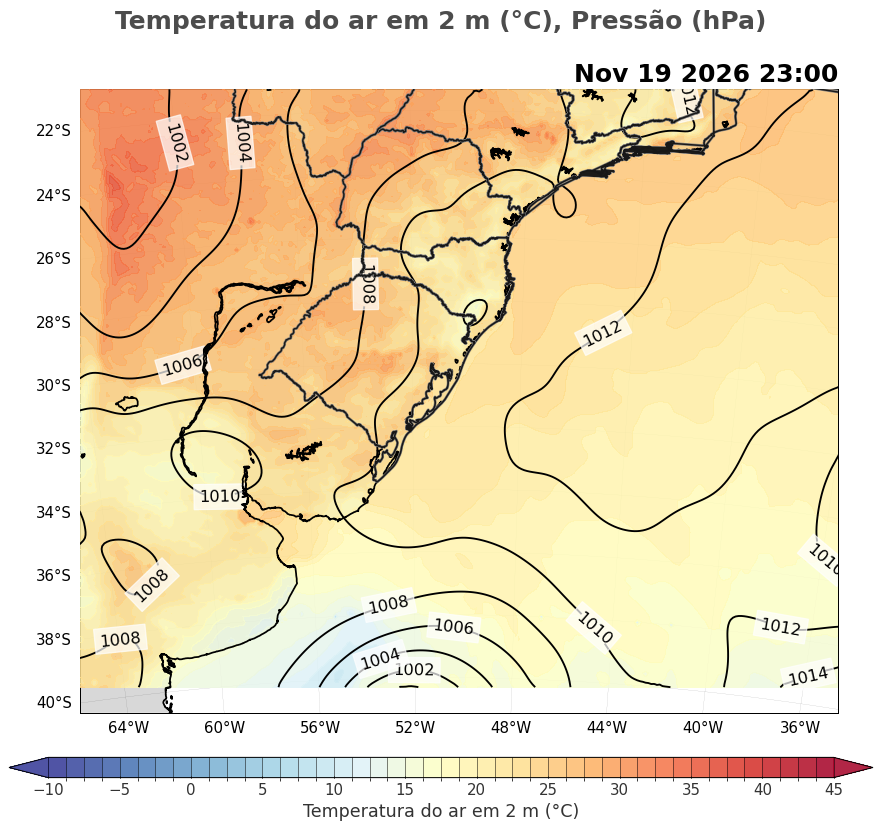 Temperatura do ar em 2 m (°C), Pressão (hPa)
Nov 19 2026 23:00
1002
1004
1014
22°S
24°S
26°S
1008
28°S
1012
1006
30°S
32°S
1010
34°S
1010
36°S
1008
1008
1006
1010
1012
38°S
1008
1004
1002
1014
40°S
64°W
60°W
56°W
52°W
48°W
44°W
40°W
36°W
−10
−5
0
5
10
15
20
25
30
35
40
45
Temperatura do ar em 2 m (°C)